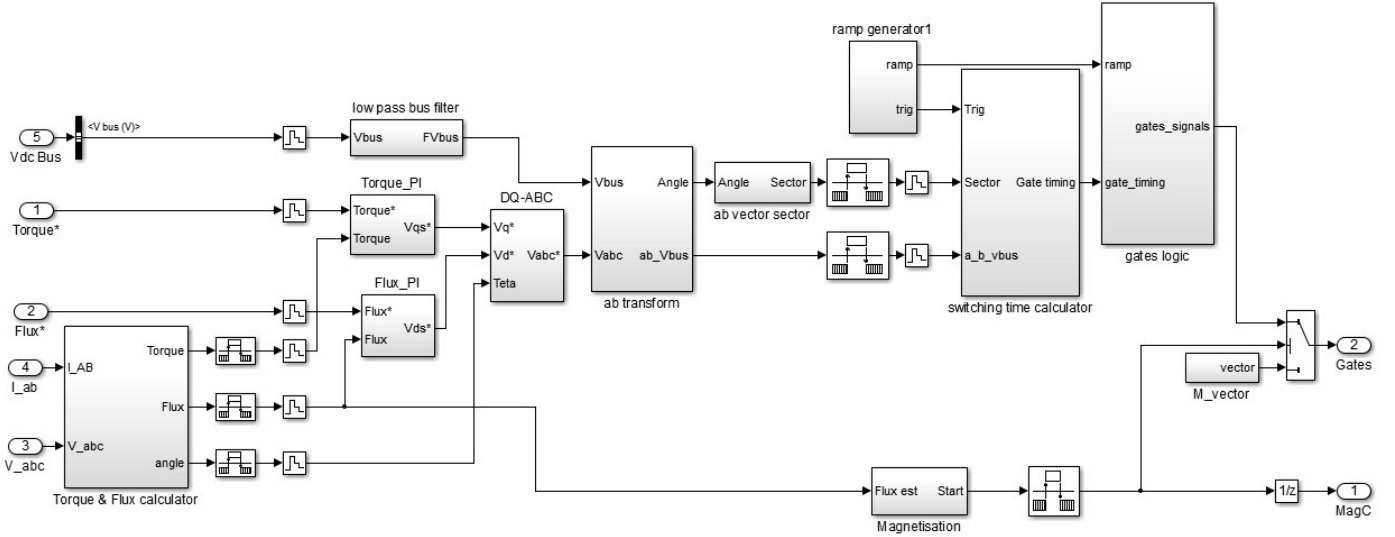 ramp generator1
ramp
trig
ramp
gates_signals
gate_timing
gates logic
5
Vdc Bus
<V bus (V)>
low pass bus filter
Vbus
FVbus
Trig
Sector
Gate timing
a_b_vbus
switching time calculator
1
Torque*
Torque_PI
Torque*
Torque
Vqs*
DQ-ABC
Vq*
Vd*
Vabc*
Teta
Vbus
Angle
Vabc
ab_Vbus
ab transform
Angle
Sector
ab vector sector
2
Flux*
Flux_PI
Flux*
Flux
Vds*
4
I_ab
3
V_abc
I_AB
Torque
Flux
V_abc
angle
Torque & Flux calculator
vector
M_vector
2
Gates
Flux est
Start
Magnetisation
1/z
1
MagC